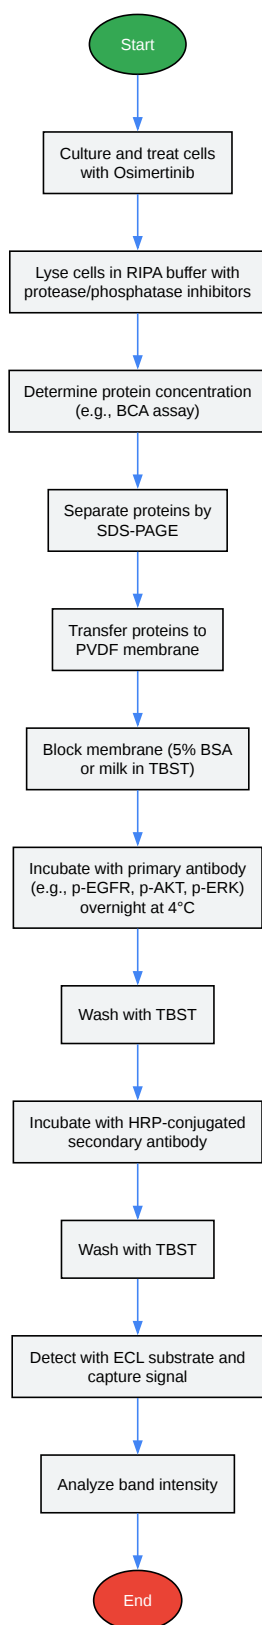 Start
Culture and treat cells
with Osimertinib
Lyse cells in RIPA buffer with
protease/phosphatase inhibitors
Determine protein concentration
(e.g., BCA assay)
Separate proteins by
SDS-PAGE
Transfer proteins to
PVDF membrane
Block membrane (5% BSA
or milk in TBST)
Incubate with primary antibody
(e.g., p-EGFR, p-AKT, p-ERK)
overnight at 4°C
Wash with TBST
Incubate with HRP-conjugated
secondary antibody
Wash with TBST
Detect with ECL substrate and
capture signal
Analyze band intensity
End